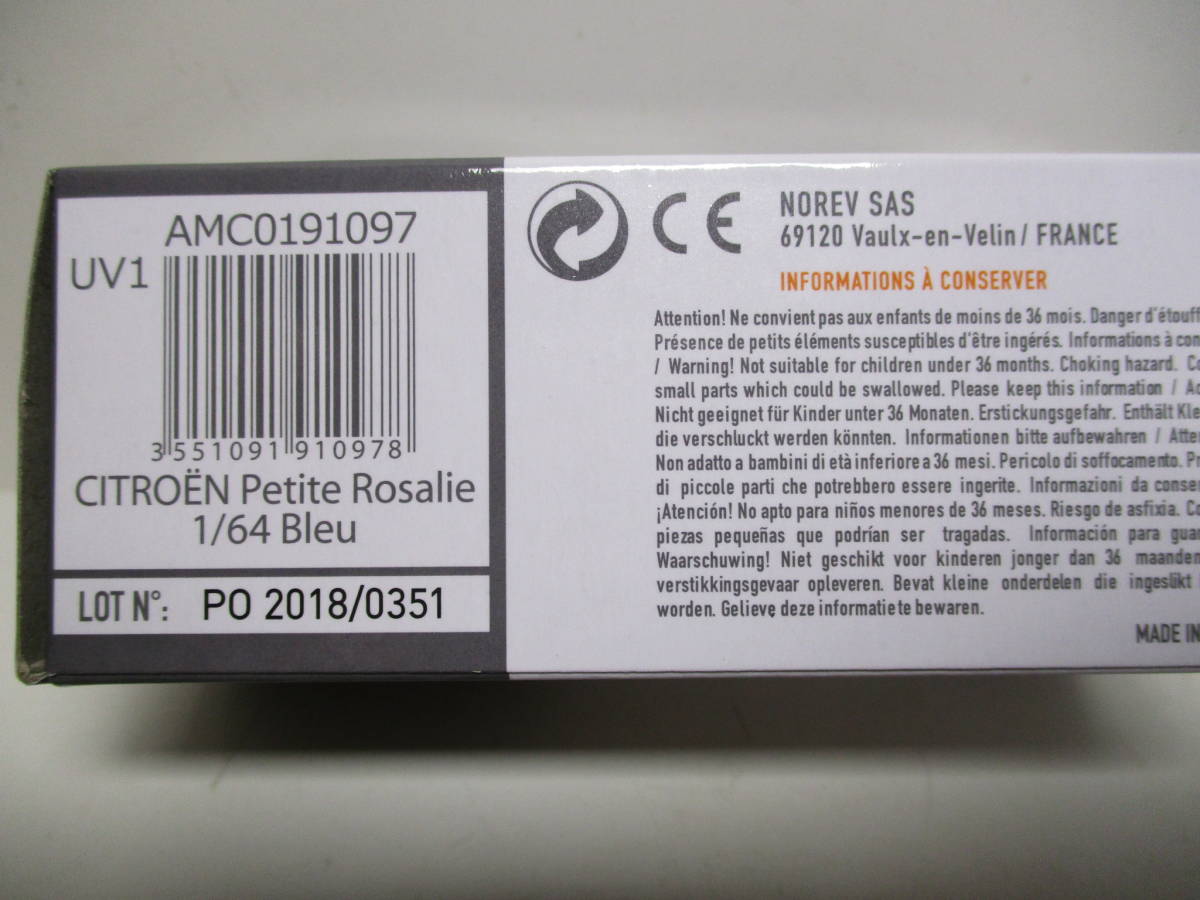 AMC0191097
UV1
3 551091 910978
CITROËN Petite Rosalie
1/64 Bleu
LOT N°: PO 2018/0351
CE
NOREV SAS
69120 Vaulx-en-Velin / FRANCE
INFORMATIONS À CONSERVER
Attention! Ne convient pas aux enfants de moins de 36 mois. Danger d'étouff
Présence de petits éléments susceptibles d'être ingérés. Informations à con
/ Warning! Not suitable for children under 36 months. Choking hazard. Co
small parts which could be swallowed. Please keep this information / Ac
Nicht geeignet für Kinder unter 36 Monaten. Erstickungsgefahr. Enthält Kle
die verschluckt werden könnten. Informationen bitte aufbewahren / Atte
Non adatto a bambini di età inferiore a 36 mesi. Pericolo di soffocamento. Pr
di piccole parti che potrebbero essere ingerite. Informazioni da conse
¡Atención! No apto para niños menores de 36 meses. Riesgo de asfixia. Co
piezas pequeñas que podrían ser tragadas. Información para guar
Waarschuwing! Niet geschikt voor kinderen jonger dan 36 maanden
verstikkingsgevaar opleveren. Bevat kleine onderdelen die ingeslikt
worden. Gelieve deze informatie te bewaren.
MADE IN